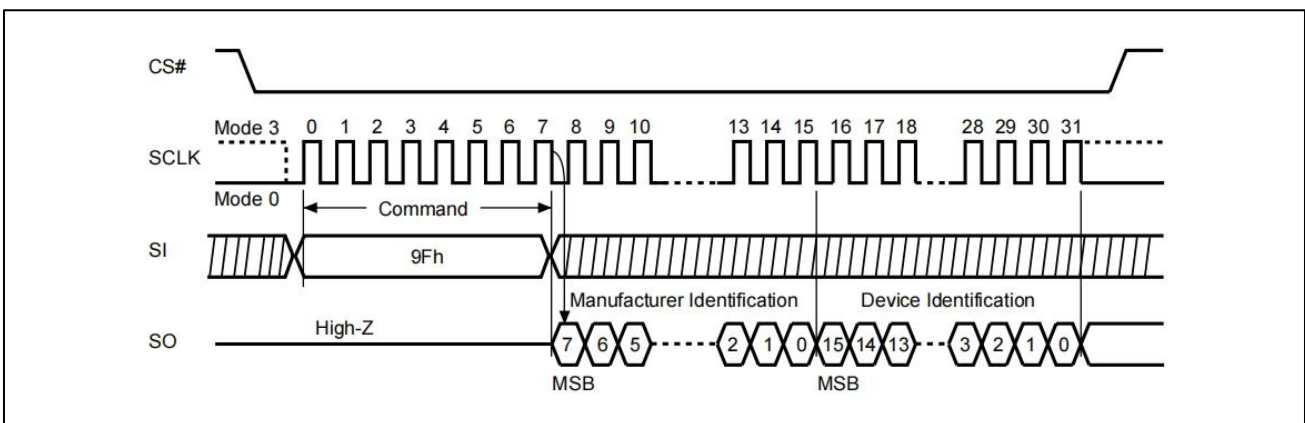 CS#
Mode 3 0 1 2 3 4 5 6 7 8 9 10 13 14 15 16 17 18 28 29 30 31
SCLK
Mode 0
Command
SI 9Fh
Manufacturer Identification Device Identification
High-Z
SO 7 6 5 2 1 0 15 14 13 3 2 1 0
MSB MSB